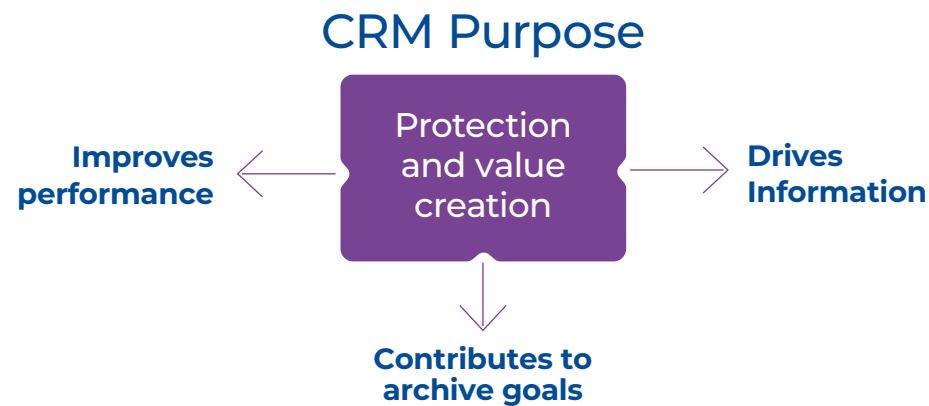 CRM Purpose
Protection
and value
creation
Improves
performance
Drives
Information
Contributes to
archive goals